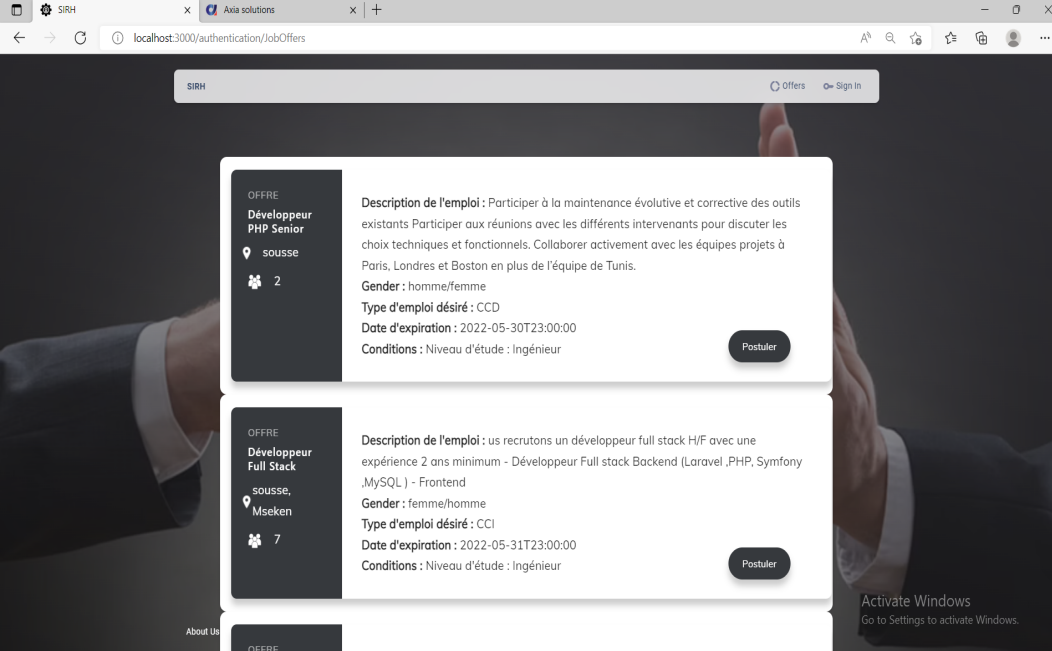 SIRH
Axia solutions
localhost:3000/authentication/JobOffers
SIRH
Offers
Sign In
OFFRE
Développeur
PHP Senior
sousse
2
Description de l'emploi : Participer à la maintenance évolutive et corrective des outils
existants Participer aux réunions avec les différents intervenants pour discuter les
choix techniques et fonctionnels. Collaborer activement avec les équipes projets à
Paris, Londres et Boston en plus de l'équipe de Tunis.
Gender : homme/femme
Type d'emploi désiré : CCD
Date d'expiration : 2022-05-30T23:00:00
Conditions : Niveau d'étude : Ingénieur
Postuler
OFFRE
Développeur
Full Stack
sousse,
Mseken
7
Description de l'emploi : us recrutons un développeur full stack H/F avec une
expérience 2 ans minimum - Développeur Full stack Backend (Laravel ,PHP, Symfony
,MySQL ) - Frontend
Gender : femme/homme
Type d'emploi désiré : CCI
Date d'expiration : 2022-05-31T23:00:00
Conditions : Niveau d'étude : Ingénieur
Postuler
Activate Windows
Go to Settings to activate Windows.
About Us
OFFRE